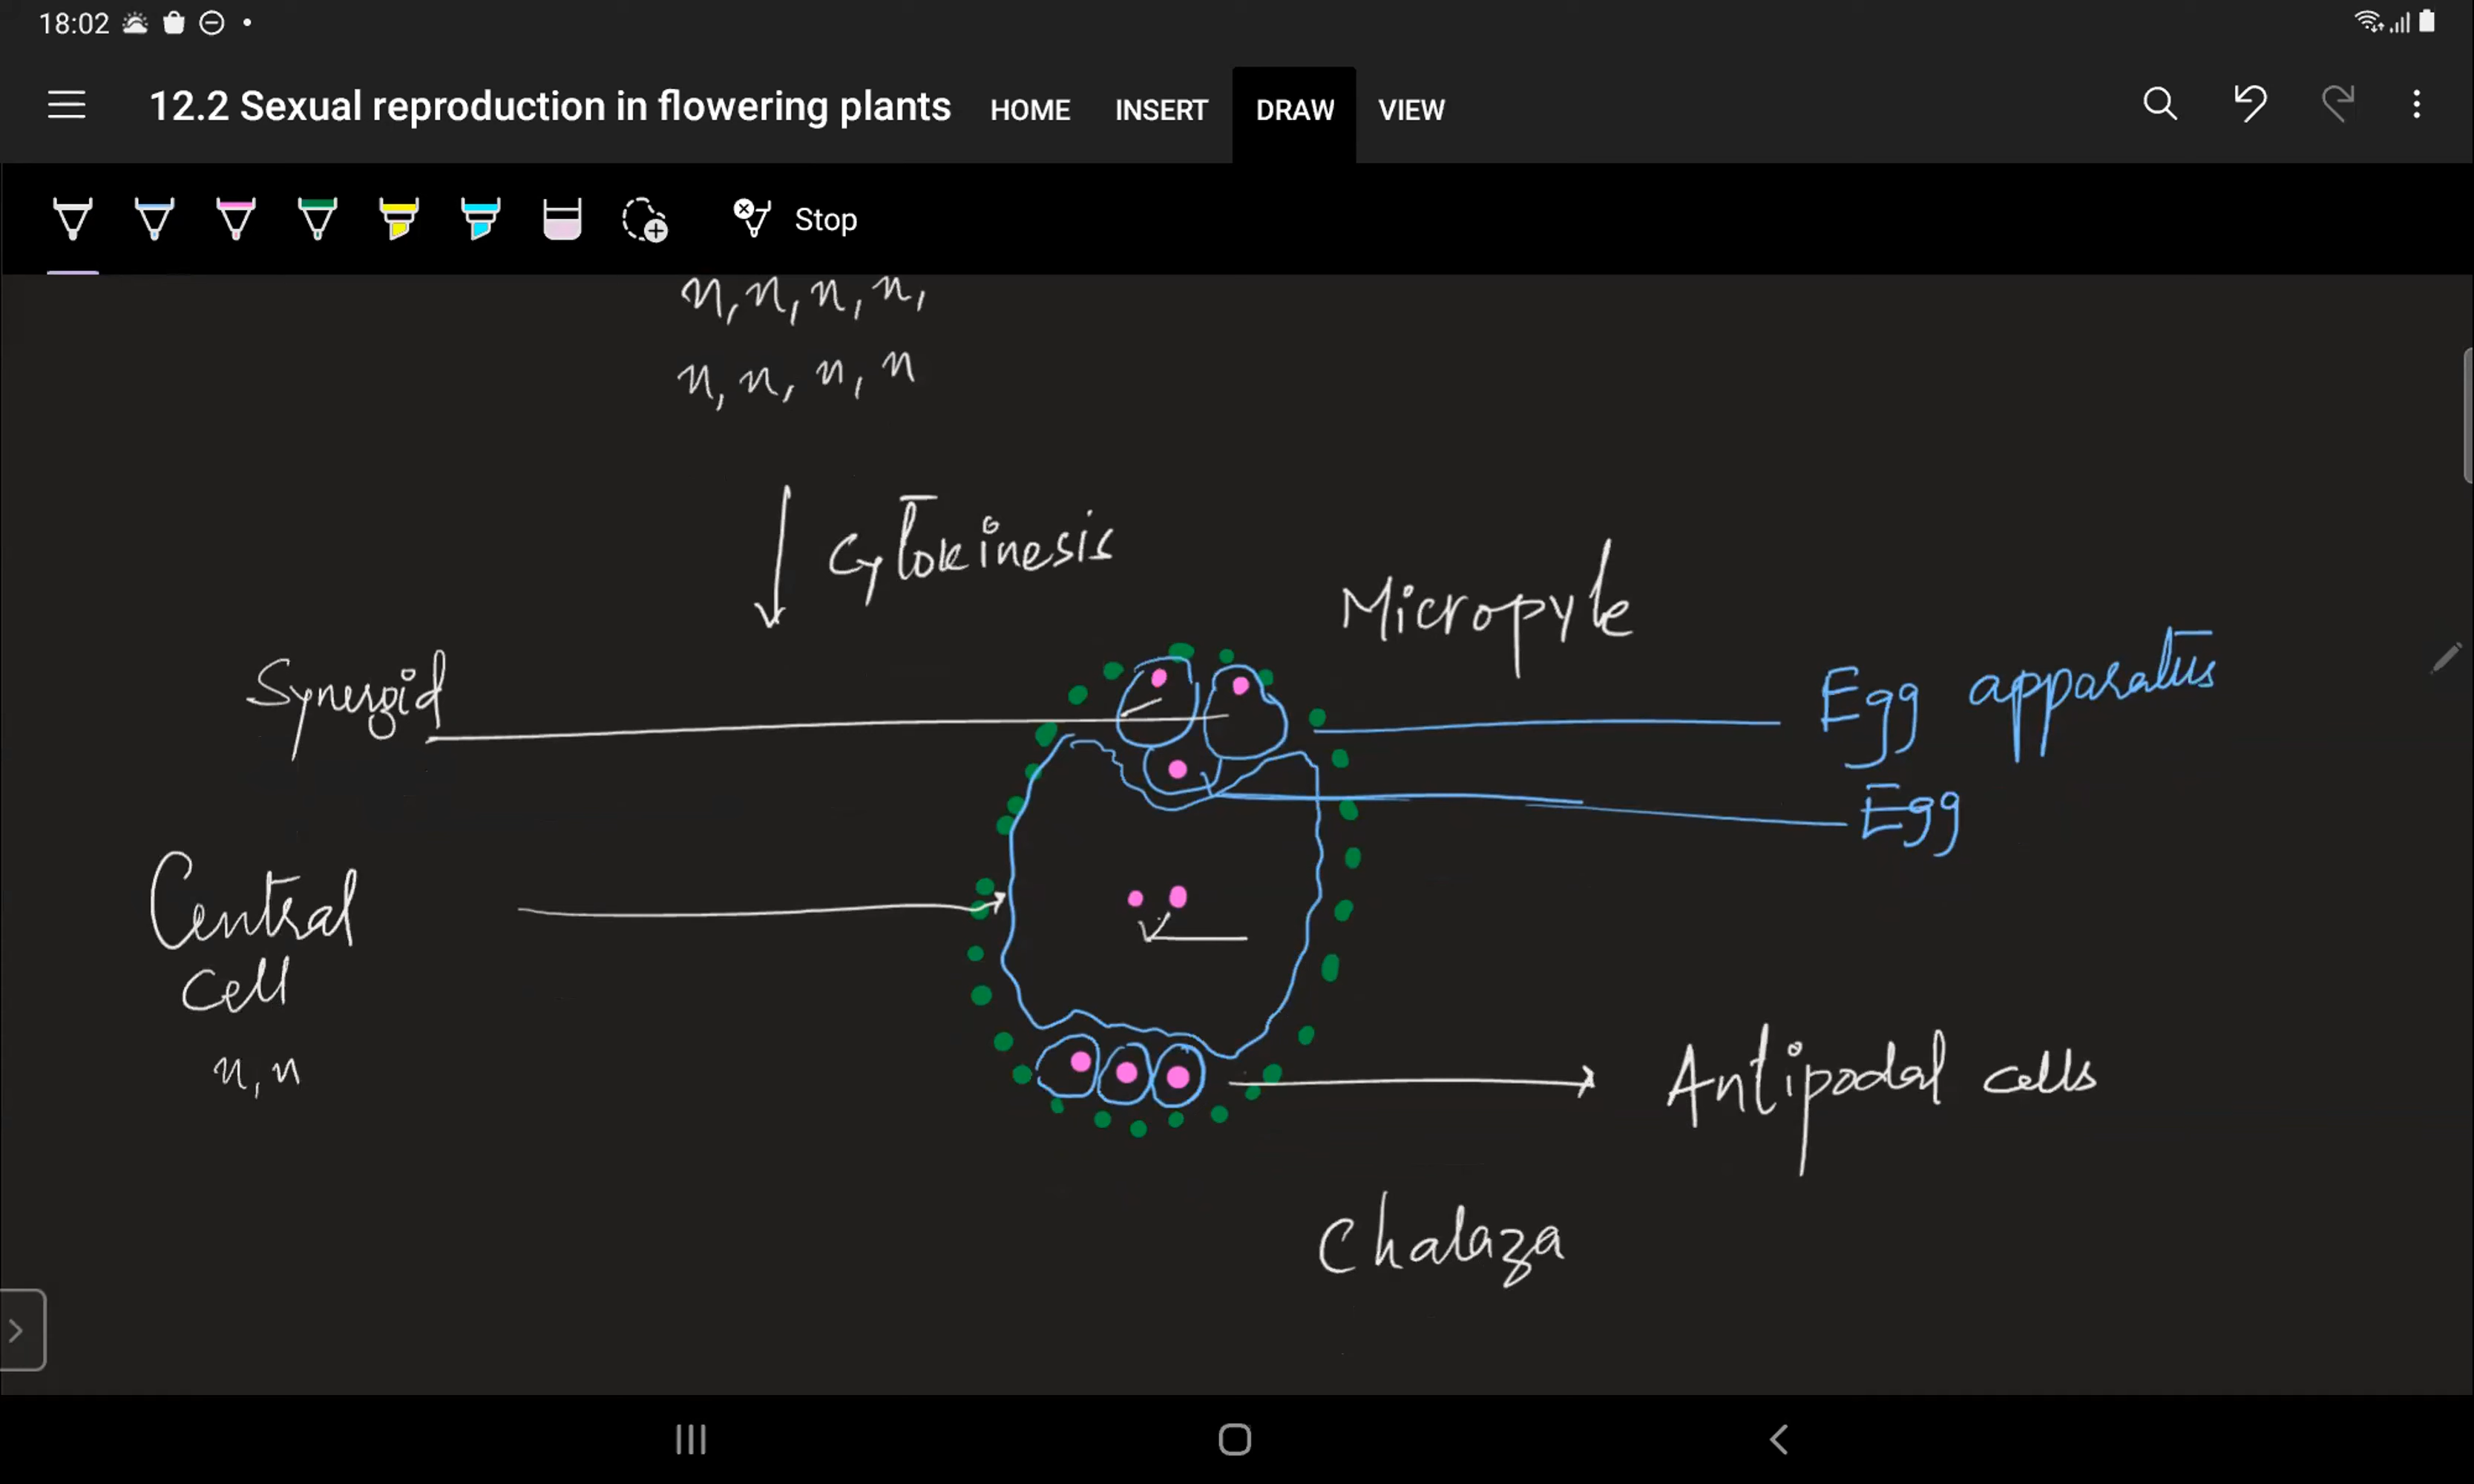 18:02
12.2 Sexual reproduction in flowering plants HOME INSERT DRAW VIEW
Stop
n, n, n, n,
n, n, n, n
Cytokinesis
Micropyle
Synergid
Egg apparatus
Egg
Central
cell
n, n
Antipodal cells
Chalaza